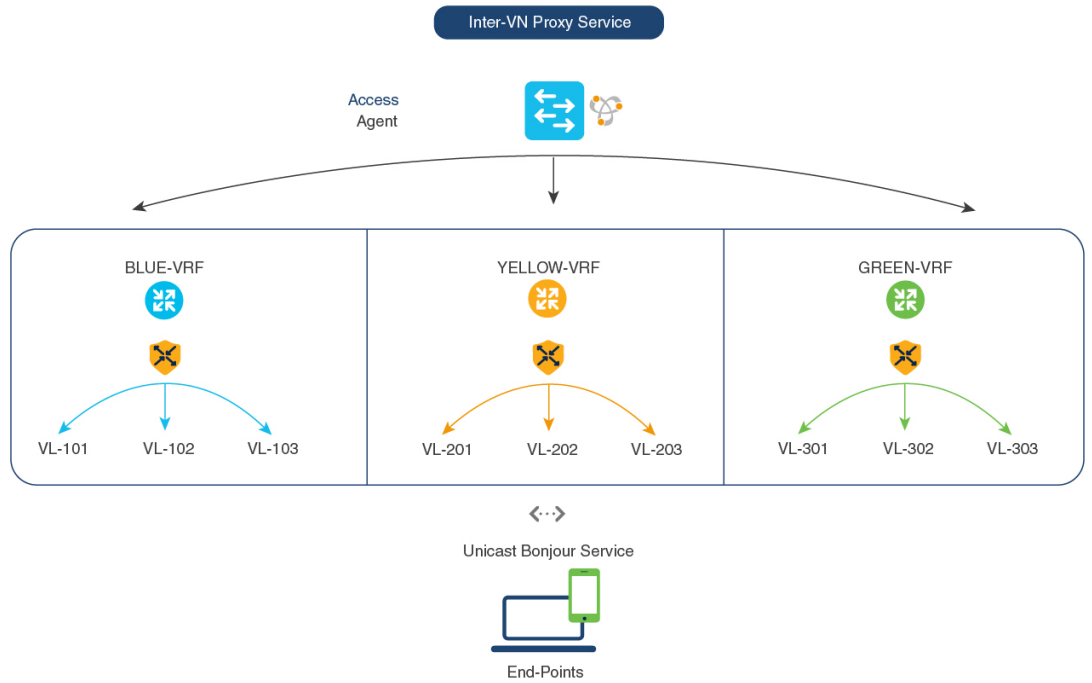 Inter-VN Proxy Service
Access
Agent
BLUE-VRF
YELLOW-VRF
GREEN-VRF
VL-101
VL-102
VL-103
VL-201
VL-202
VL-203
VL-301
VL-302
VL-303
Unicast Bonjour Service
End-Points